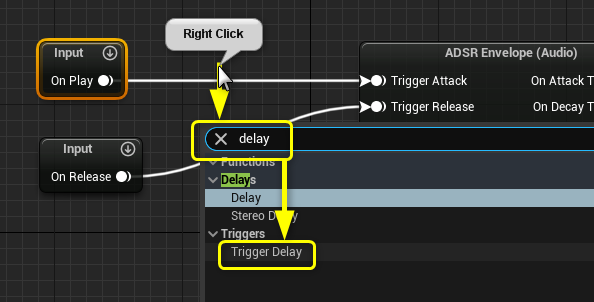 Right Click
Input
On Play
ADSR Envelope (Audio)
Trigger Attack
On Attack T
Trigger Release
On Decay T
Input
On Release
delay
Functions
Delays
Delay
Stereo Delay
Triggers
Trigger Delay